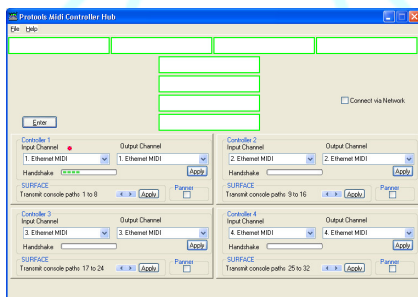 Protools Midi Controller Hub
File Help
Connect via Network
Enter
Controller 1
Input Channel Output Channel
1. Ethernet MIDI 1. Ethernet MIDI
Handshake Apply
SURFACE
Transmit console paths 1 to 8 Apply Panner
Controller 2
Input Channel Output Channel
2. Ethernet MIDI 2. Ethernet MIDI
Handshake Apply
SURFACE
Transmit console paths 9 to 16 Apply Panner
Controller 3
Input Channel Output Channel
3. Ethernet MIDI 3. Ethernet MIDI
Handshake Apply
SURFACE
Transmit console paths 17 to 24 Apply Panner
Controller 4
Input Channel Output Channel
4. Ethernet MIDI 4. Ethernet MIDI
Handshake Apply
SURFACE
Transmit console paths 25 to 32 Apply Panner